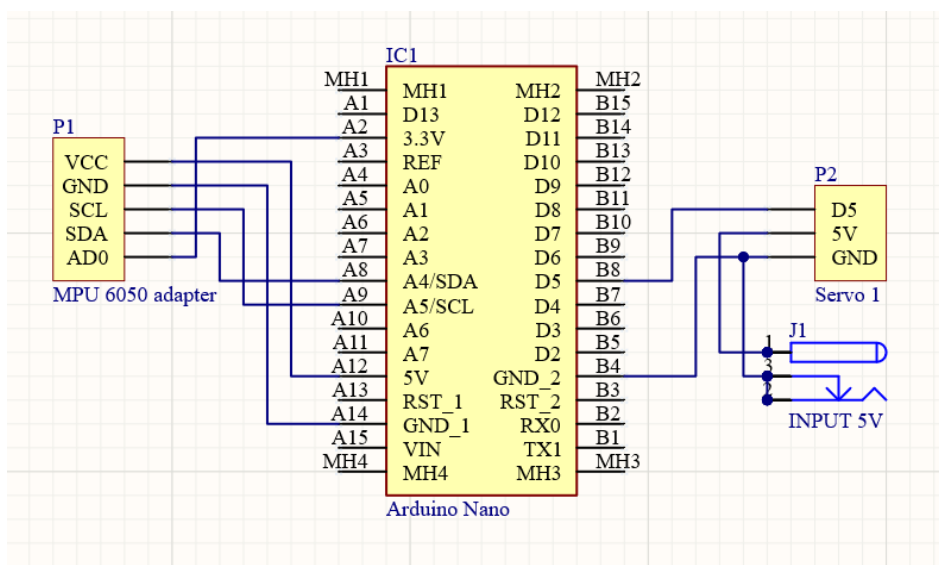 IC1
MH1 MH1 MH2 MH2
A1 D13 D12 B15
P1 A2 3.3V D11 B14
VCC A3 REF D10 B13
P2
GND A4 A0 D9 B12
SCL A5 A1 D8 B11 D5
SDA A6 A2 D7 B10 5V
AD0 A7 A3 D6 B9 GND
MPU 6050 adapter A8 A4/SDA D5 B8 Servo 1
A9 A5/SCL D4 B7
A10 A6 D3 B6 J1
A11 A7 D2 B5 1
A12 5V GND_2 B4 3
A13 RST_1 RST_2 B3 2
A14 GND_1 RX0 B2 INPUT 5V
A15 VIN TX1 B1
MH4 MH4 MH3 MH3
Arduino Nano